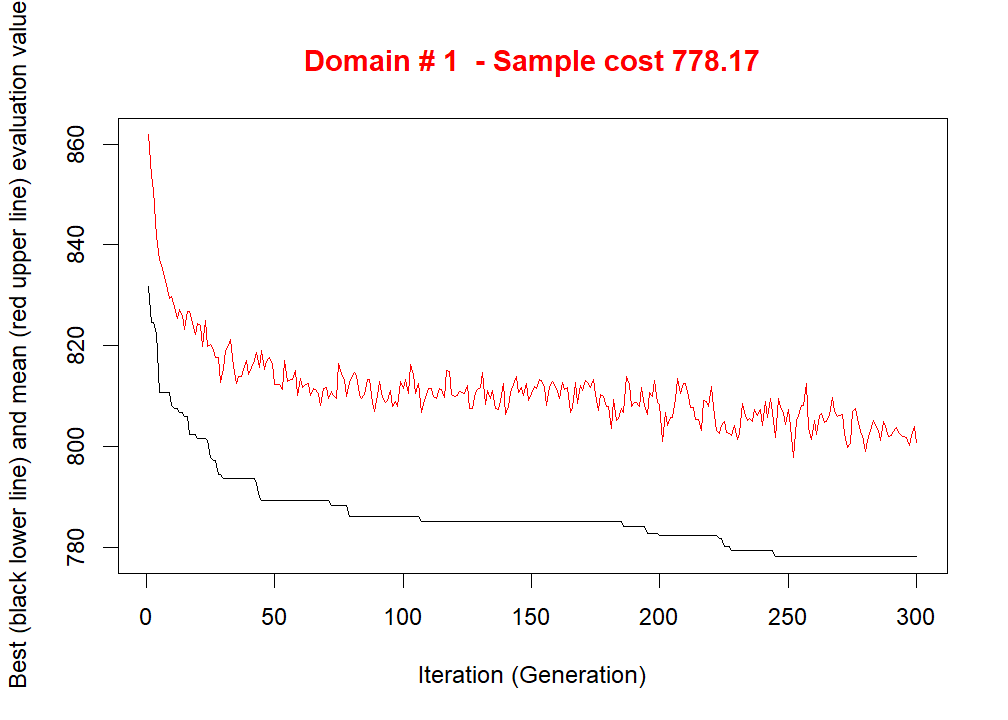 Domain # 1  - Sample cost 778.17
Best (black lower line) and mean (red upper line) evaluation value
860
840
820
800
780
0 50 100 150 200 250 300
Iteration (Generation)